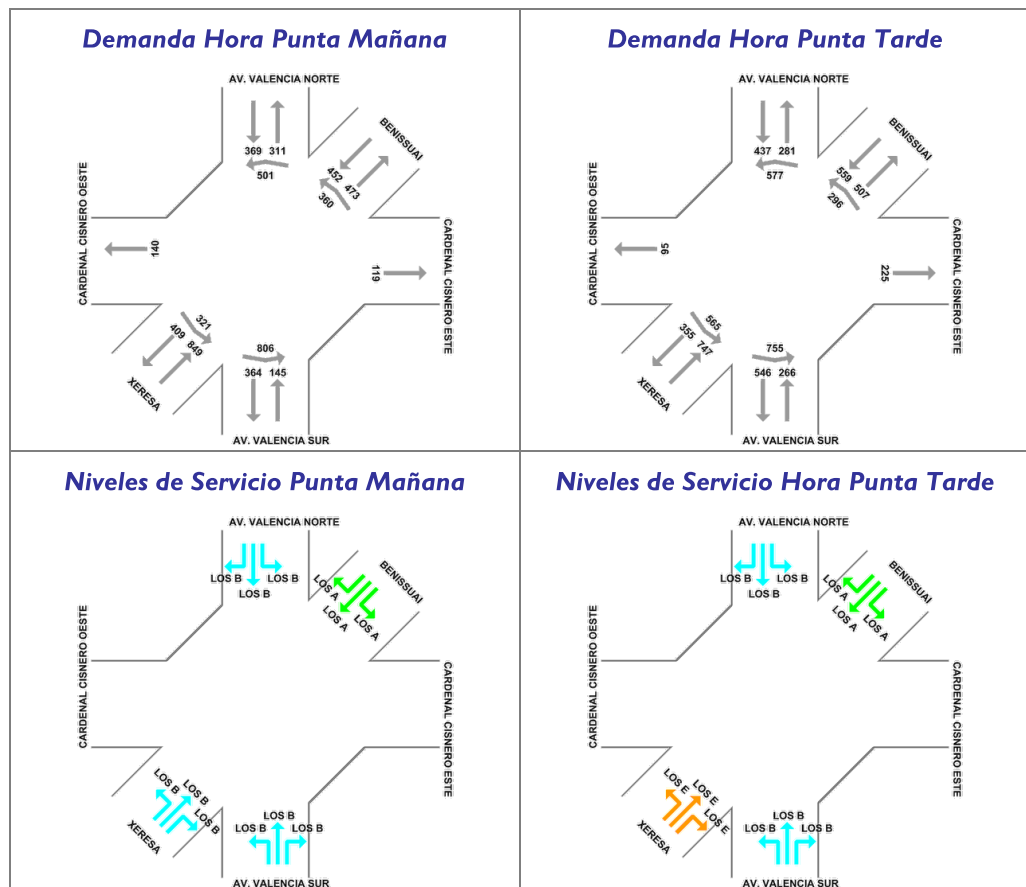 Demanda Hora Punta Mañana
AV. VALENCIA NORTE
BENISSUAI
369 311
501
452 473
360
CARDENAL CISNERO OESTE
140
119
CARDENAL CISNERO ESTE
321
409 849
XERESA
806
364 145
AV. VALENCIA SUR
Demanda Hora Punta Tarde
AV. VALENCIA NORTE
BENISSUAI
437 281
577
559 507
296
CARDENAL CISNERO OESTE
95
225
CARDENAL CISNERO ESTE
565
355 747
XERESA
755
546 266
AV. VALENCIA SUR
Niveles de Servicio Punta Mañana
AV. VALENCIA NORTE
BENISSUAI
LOS B LOS B
LOS B
LOS A
LOS A LOS A
CARDENAL CISNERO OESTE
CARDENAL CISNERO ESTE
LOS B LOS B
LOS B
XERESA
LOS B
LOS B LOS B
AV. VALENCIA SUR
Niveles de Servicio Hora Punta Tarde
AV. VALENCIA NORTE
BENISSUAI
LOS B LOS B
LOS B
LOS A
LOS A LOS A
CARDENAL CISNERO OESTE
CARDENAL CISNERO ESTE
LOS E LOS E
LOS E
XERESA
LOS B
LOS B LOS B
AV. VALENCIA SUR